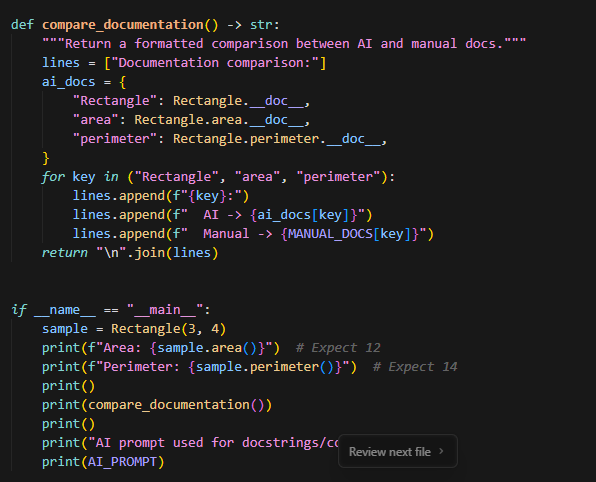 def compare_documentation() -> str:
    """Return a formatted comparison between AI and manual docs."""
    lines = ["Documentation comparison:"]
    ai_docs = {
        "Rectangle": Rectangle.__doc__,
        "area": Rectangle.area.__doc__,
        "perimeter": Rectangle.perimeter.__doc__,
    }
    for key in ("Rectangle", "area", "perimeter"):
        lines.append(f"{key}:")
        lines.append(f"  AI -> {ai_docs[key]}")
        lines.append(f"  Manual -> {MANUAL_DOCS[key]}")
    return "\n".join(lines)
if __name__ == "__main__":
    sample = Rectangle(3, 4)
    print(f"Area: {sample.area()}")  # Expect 12
    print(f"Perimeter: {sample.perimeter()}")  # Expect 14
    print()
    print(compare_documentation())
    print()
    print("AI prompt used for docstrings/
    print(AI_PROMPT)
Review next file ›